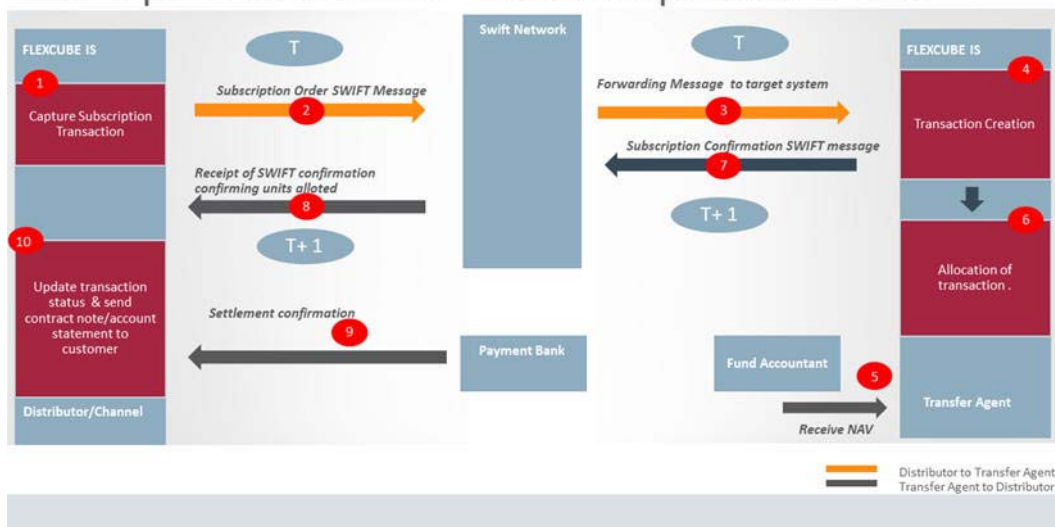 Swift Network
FLEXCUBE IS
T
T
FLEXCUBE IS
1
4
Subscription Order SWIFT Message
Forwarding Message to target system
Capture Subscription
Transaction
2
3
Transaction Creation
Subscription Confirmation SWIFT message
7
Receipt of SWIFT confirmation
confirming units alloted
8
T+ 1
6
10
T+ 1
Allocation of
transaction .
Update transaction
status & send
contract note/account
statement to
customer
Settlement confirmation
9
Payment Bank
Fund Accountant
5
Distributor/Channel
Transfer Agent
Receive NAV
Distributor to Transfer Agent
Transfer Agent to Distributor